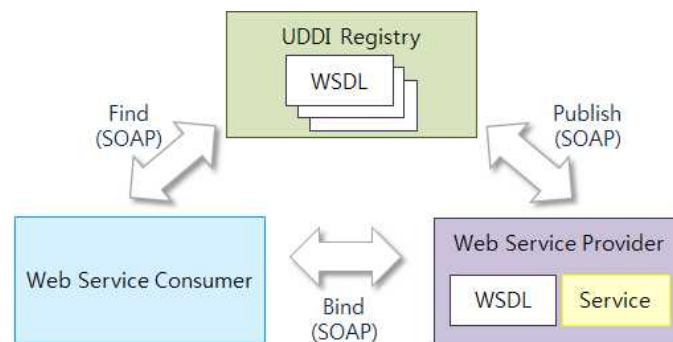 UDDI Registry
WSDL
Find
(SOAP)
Publish
(SOAP)
Web Service Consumer
Bind
(SOAP)
Web Service Provider
WSDL
Service